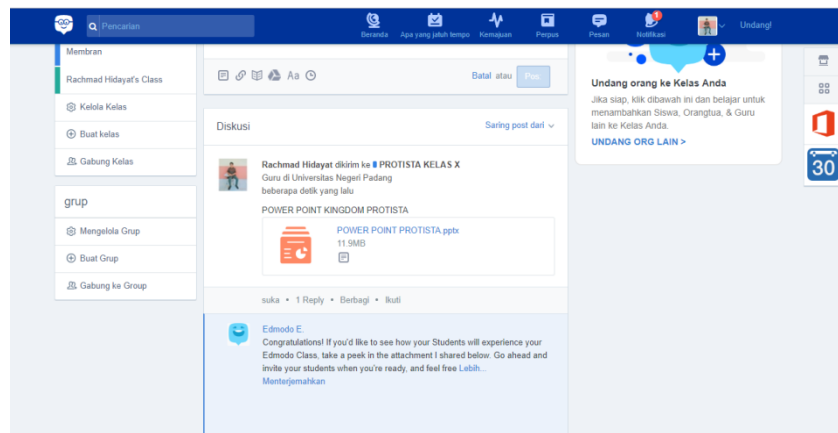 Pencarian
Beranda
Apa yang jatuh tempo
Kemajuan
Perpus
Pesan
1
Notifikasi
Undang!
Membran
Rachmad Hidayat's Class
Kelola Kelas
Buat kelas
Gabung Kelas
grup
Mengelola Grup
Buat Grup
Gabung ke Group
Aa
Batal atau Pos
Diskusi
Saring post dari
Rachmad Hidayat dikirim ke PROTISTA KELAS X
Guru di Universitas Negeri Padang
beberapa detik yang lalu
POWER POINT KINGDOM PROTISTA
POWER POINT PROTISTA.pptx
11.9MB
suka • 1 Reply • Berbagi • Ikuti
Edmodo E.
Congratulations! If you'd like to see how your Students will experience your
Edmodo Class, take a peek in the attachment I shared below. Go ahead and
invite your students when you're ready, and feel free Lebih...
Menterjemahkan
Undang orang ke Kelas Anda
Jika siap, klik dibawah ini dan belajar untuk
menambahkan Siswa, Orangtua, & Guru
lain ke Kelas Anda.
UNDANG ORG LAIN >
30